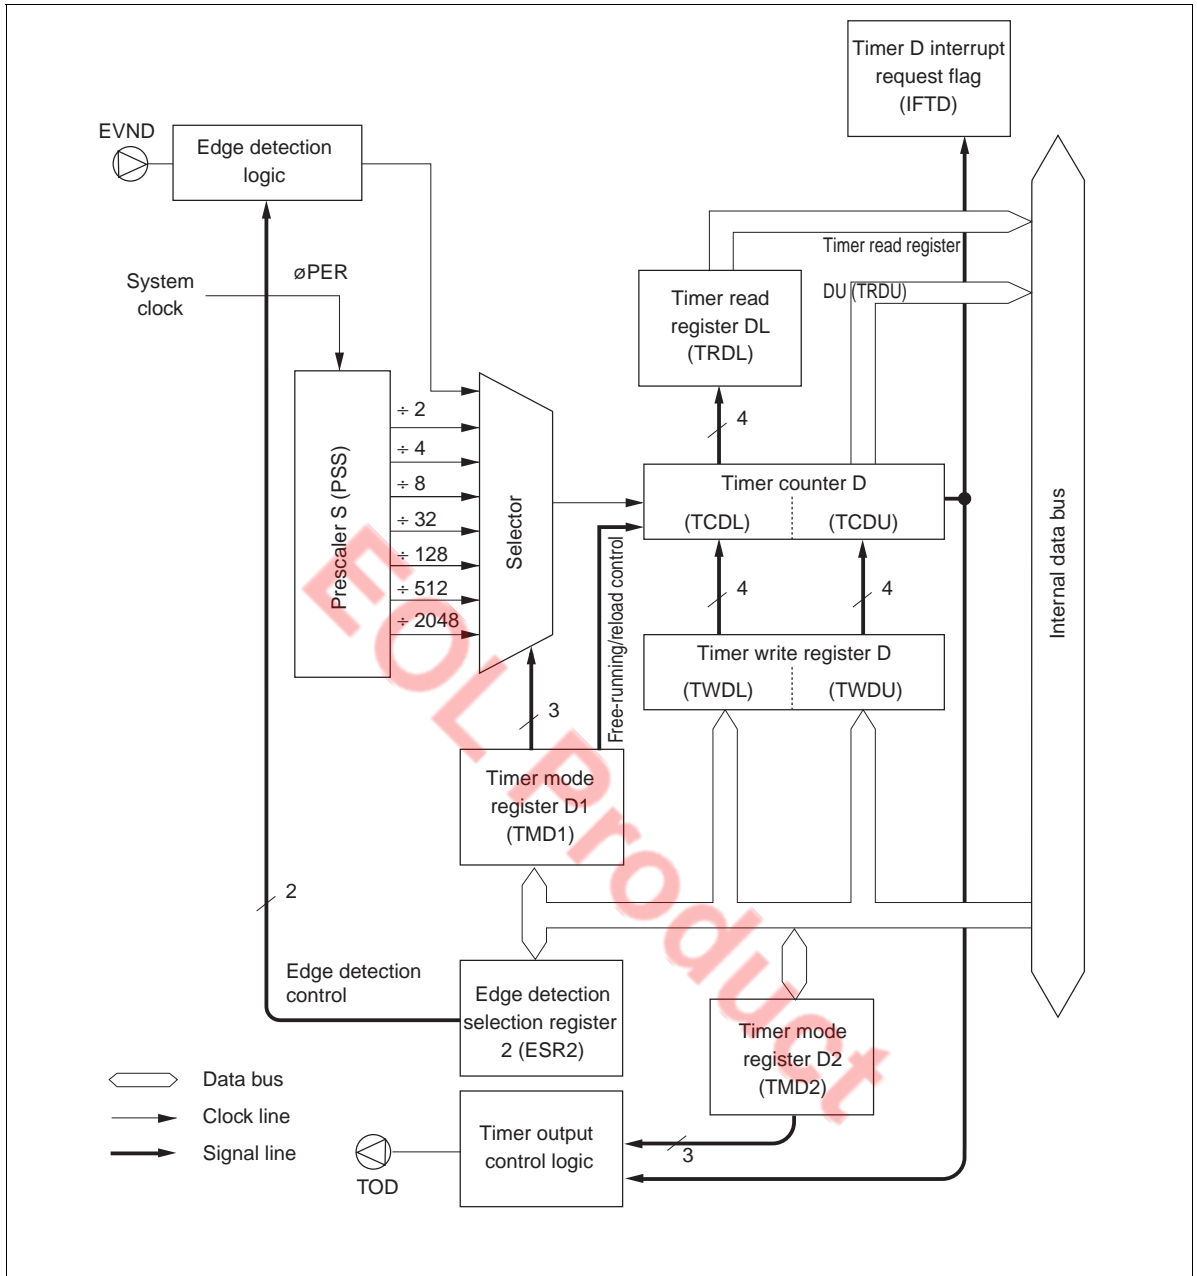 Timer D interrupt
request flag
(IFTD)
EVND
Edge detection
logic
Timer read register
System
clock
øPER
Timer read
register DL
(TRDL)
DU (TRDU)
÷ 2
÷ 4
÷ 8
÷ 32
÷ 128
÷ 512
÷ 2048
Prescaler S (PSS)
Selector
4
Timer counter D
(TCDL)
(TCDU)
Internal data bus
4
4
Free-running/reload control
Timer write register D
(TWDL)
(TWDU)
3
Timer mode
register D1
(TMD1)
2
Edge detection
control
Edge detection
selection register
2 (ESR2)
Timer mode
register D2
(TMD2)
Data bus
Clock line
Signal line
Timer output
control logic
3
TOD
EOL Product